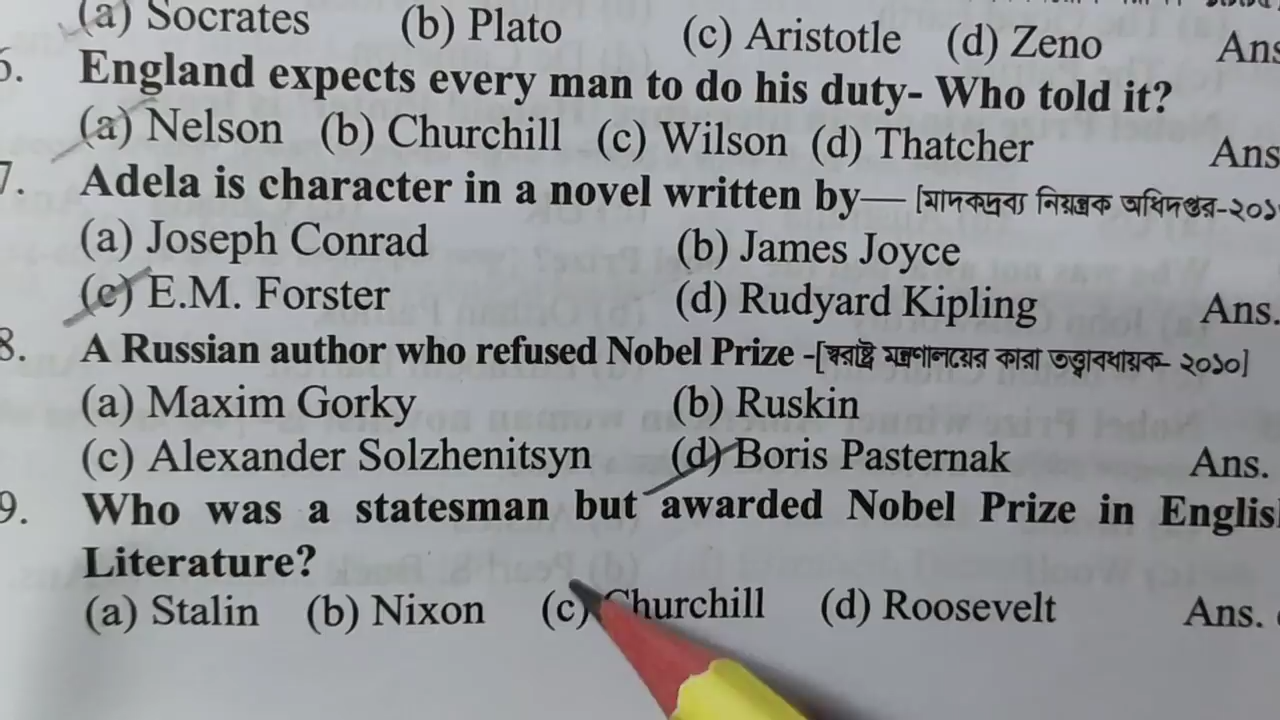 (a) Socrates (b) Plato (c) Aristotle (d) Zeno Ans
6. England expects every man to do his duty- Who told it?
(a) Nelson (b) Churchill (c) Wilson (d) Thatcher Ans
7. Adela is character in a novel written by— [মাদকদ্রব্য নিয়ন্ত্রক অধিদপ্তর-২০১
(a) Joseph Conrad (b) James Joyce
(c) E.M. Forster (d) Rudyard Kipling Ans.
8. A Russian author who refused Nobel Prize -[স্বরাষ্ট্র মন্ত্রণালয়ের কারা তত্ত্বাবধায়ক- ২০১০]
(a) Maxim Gorky (b) Ruskin
(c) Alexander Solzhenitsyn (d) Boris Pasternak Ans.
9. Who was a statesman but awarded Nobel Prize in Englis
Literature?
(a) Stalin (b) Nixon (c) Churchill (d) Roosevelt Ans.